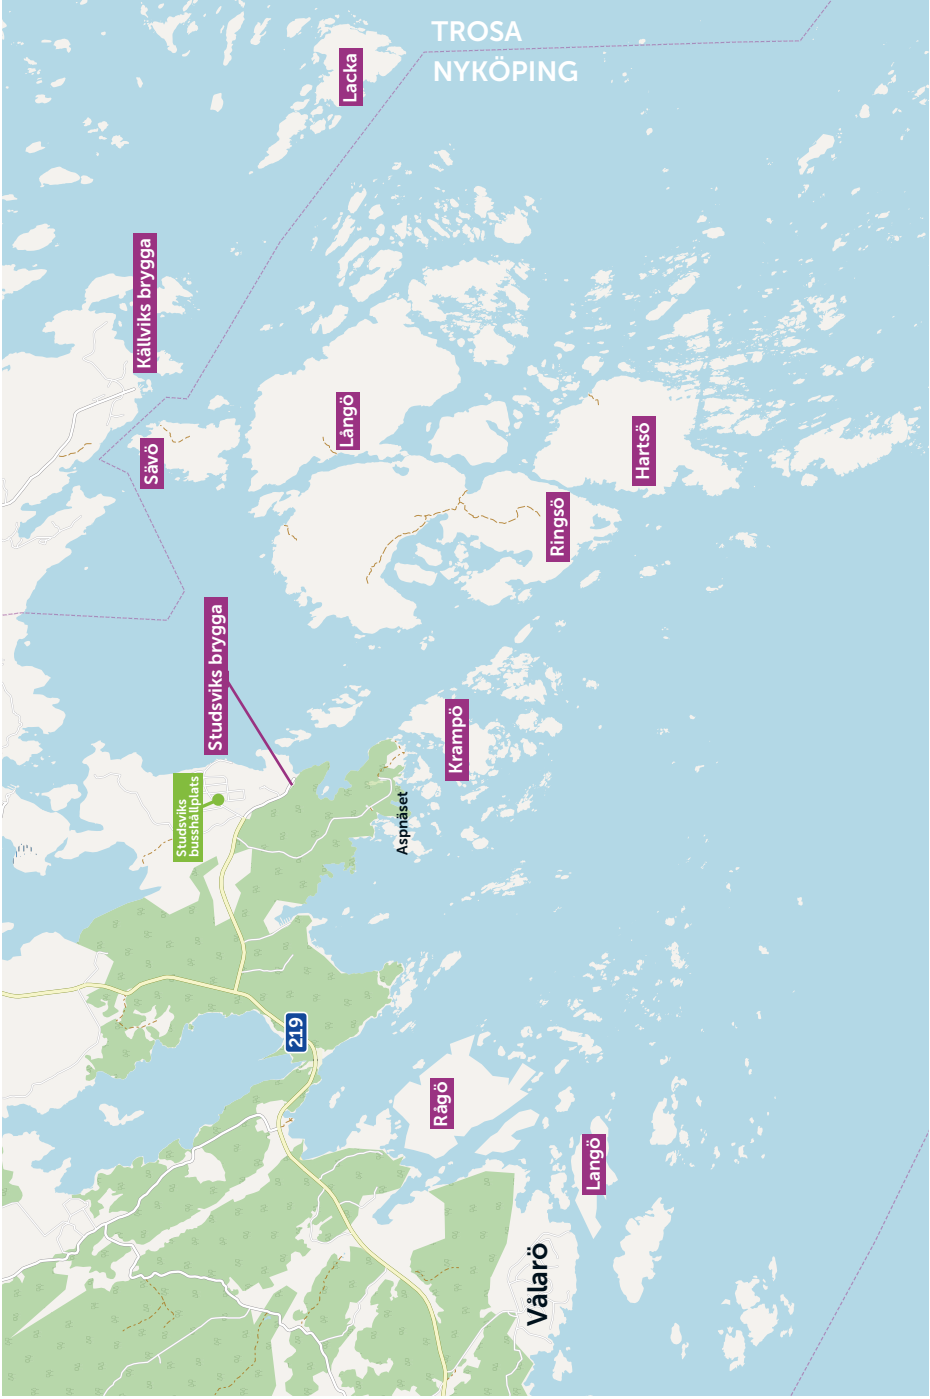 TROSA
NYKÖPING
Lacka
Källviks brygga
Långö
Sävö
Hartsö
Ringsö
Studsviks brygga
Krampö
Studsviks
busshållplats
Aspnäset
219
Rågö
Langö
Vålarö